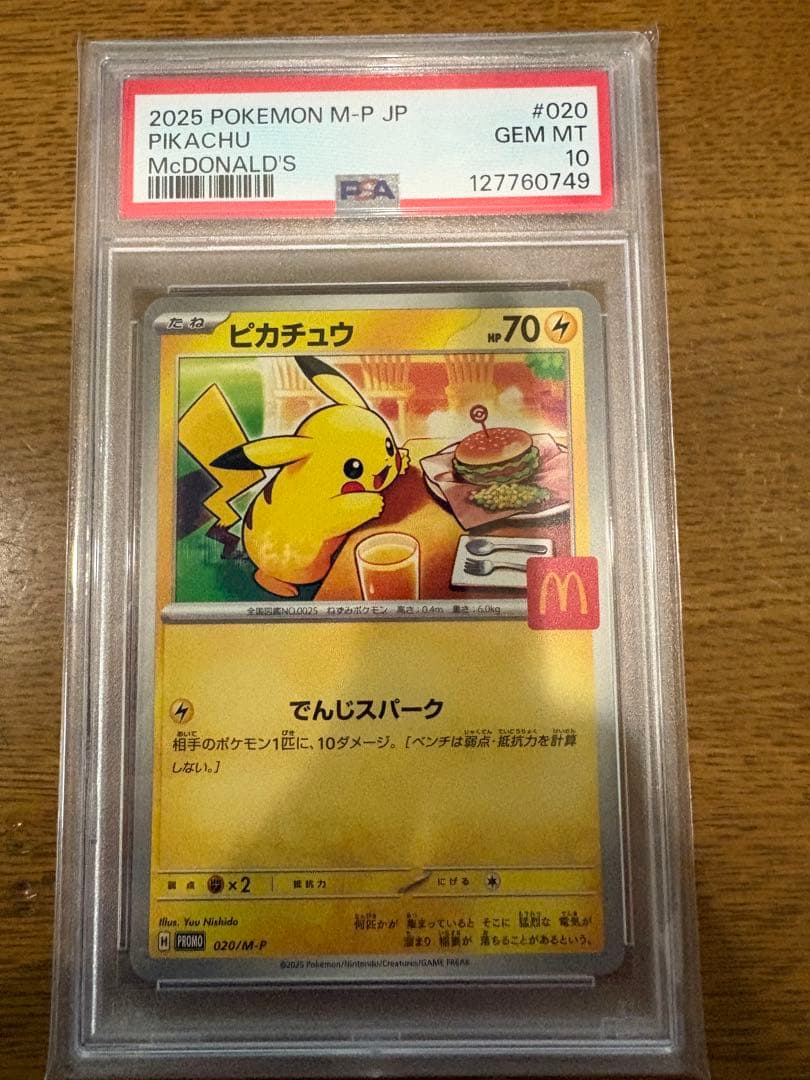 2025 POKEMON M-P JP #020
PIKACHU GEM MT
McDONALD'S 10
PSA 127760749
たね ピカチュウ HP70
全国図鑑NO.0025 ねずみポケモン 高さ:0.4m 重さ:6.0kg
でんじスパーク
相手のポケモン1匹に、10ダメージ。[ベンチは弱点・抵抗力を計算
しない。]
弱点 ×2 抵抗力 にげる
Illus. Yuu Nishido
何匹かが 集まっていると そこに 猛烈な 電気が
溜まり 稲妻が 落ちることがあるという。
H PROMO 020/M-P
©2025 Pokémon/Nintendo/Creatures/GAME FREAK